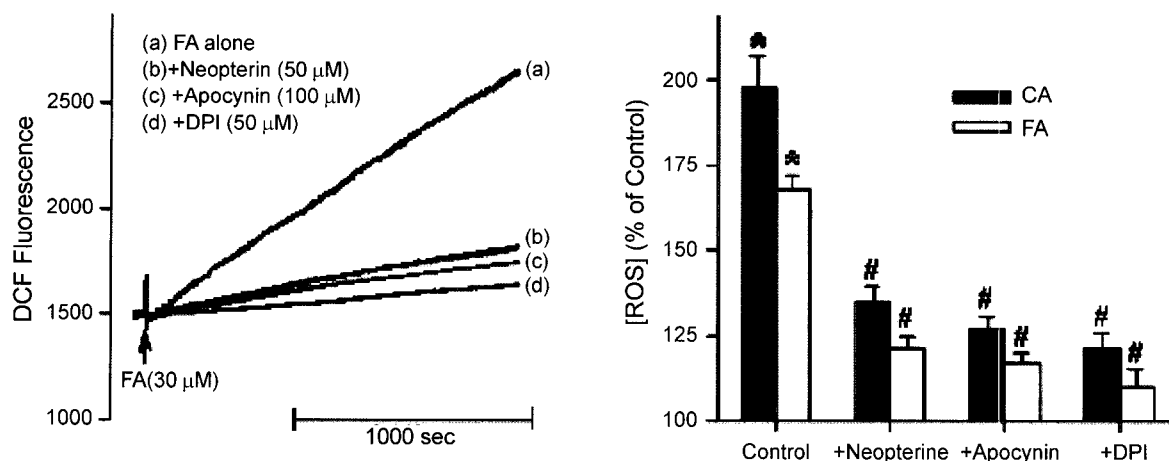 (a) FA alone
(b)+Neopterin (50 μM)
(c) +Apocynin (100 μM)
(d) +DPI (50 μM)
DCF Fluorescence
2500
2000
1500
1000
(a)
(b)
(c)
(d)
FA(30 μM)
1000 sec
[ROS] (% of Control)
200
175
150
125
100
CA
FA
*
*
#
#
#
#
#
#
Control +Neopterine +Apocynin +DPI